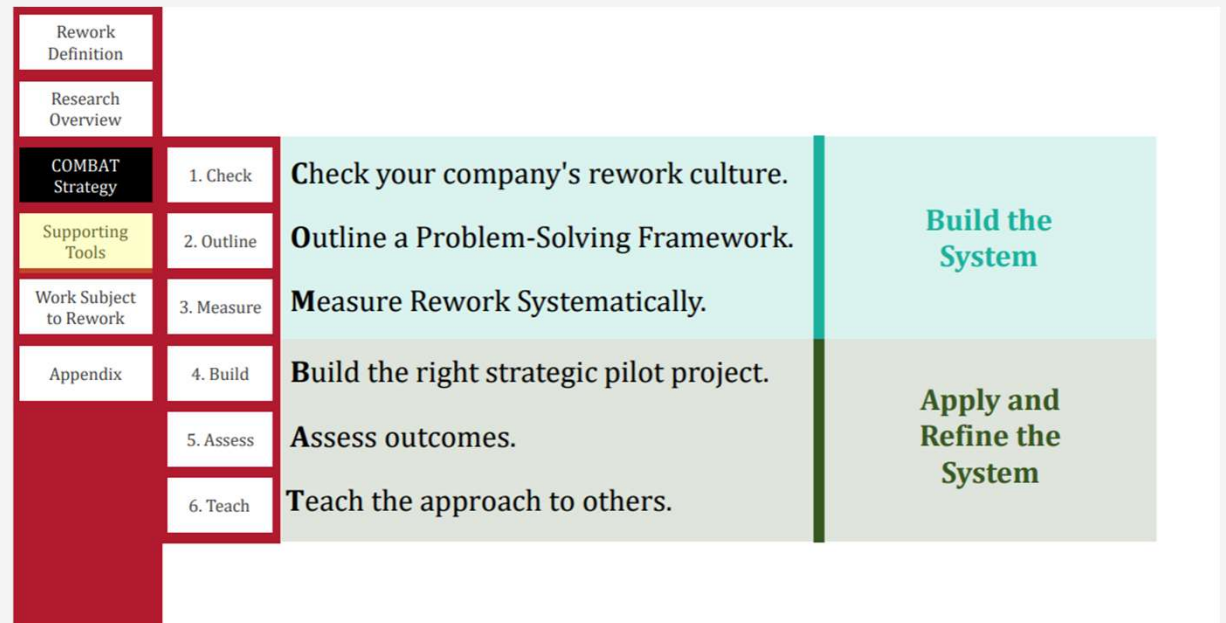 Rework
Definition
Research
Overview
COMBAT
Strategy
Supporting
Tools
Work Subject
to Rework
Appendix
1. Check
2. Outline
3. Measure
4. Build
5. Assess
6. Teach
Check your company's rework culture.
Outline a Problem-Solving Framework.
Measure Rework Systematically.
Build the right strategic pilot project.
Assess outcomes.
Teach the approach to others.
Build the
System
Apply and
Refine the
System